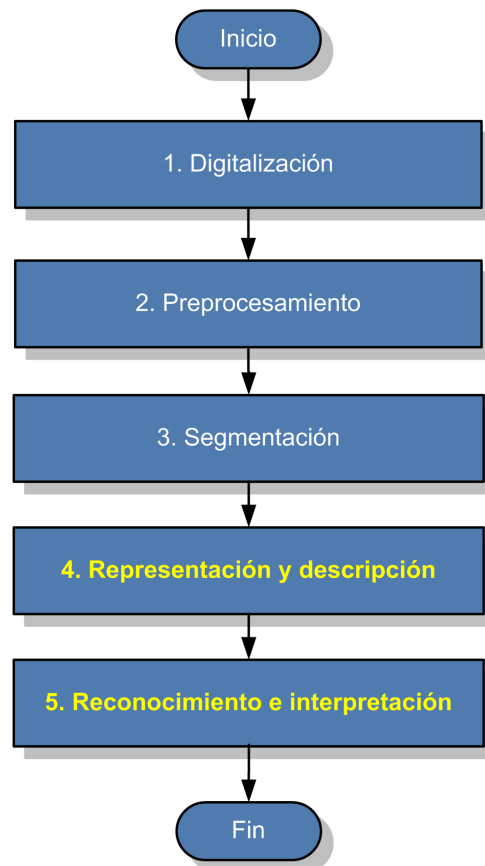 Inicio
1. Digitalización
2. Preprocesamiento
3. Segmentación
4. Representación y descripción
5. Reconocimiento e interpretación
Fin